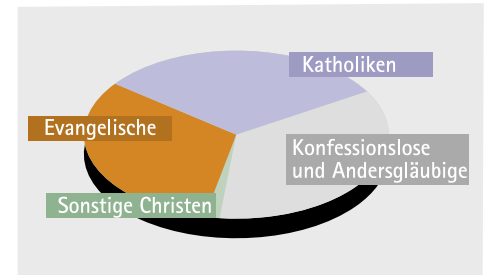 Katholiken
Evangelische
Konfessionslose
und Andersgläubige
Sonstige Christen